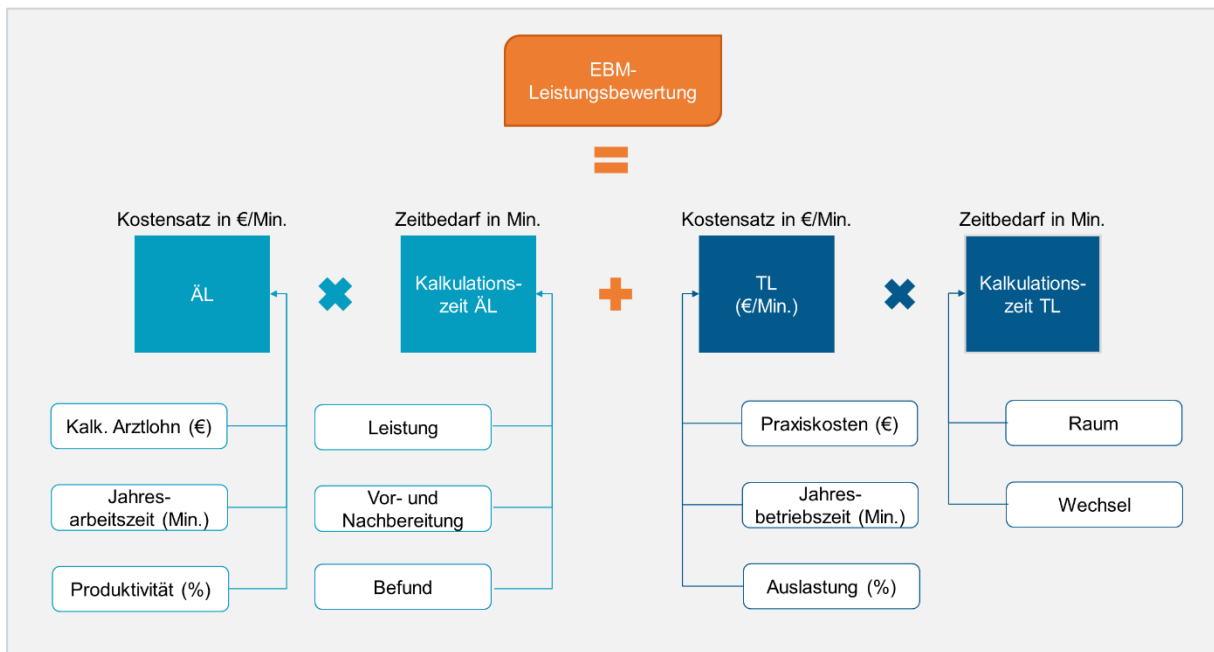 EBM-
Leistungsbewertung
Kostensatz in €/Min.
Zeitbedarf in Min.
Kostensatz in €/Min.
Zeitbedarf in Min.
ÄL
Kalkulations-
zeit ÄL
TL
(€/Min.)
Kalkulations-
zeit TL
Kalk. Arztlohn (€)
Leistung
Praxiskosten (€)
Raum
Jahres-
arbeitszeit (Min.)
Vor- und
Nachbereitung
Jahres-
betriebszeit (Min.)
Wechsel
Produktivität (%)
Befund
Auslastung (%)